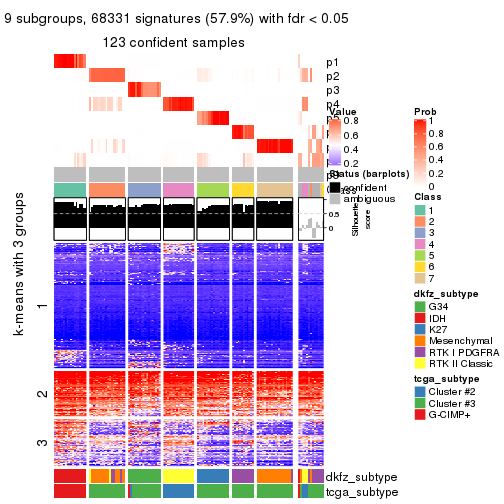 9 subgroups, 68331 signatures (57.9%) with fdr < 0.05
123 confident samples
p1
p2
p3
p4
Value
0.8
0.6
0.4
0.2
Status (barplots)
confident
ambiguous
0.5
0
Silhouette
score
Prob
1
0.8
0.6
0.4
0.2
0
Class
1
2
3
4
5
6
7
dkfz_subtype
G34
IDH
K27
Mesenchymal
RTK I PDGFRA
RTK II Classic
tcga_subtype
Cluster #2
Cluster #3
G-CIMP+
k-means with 3 groups
1
2
3
dkfz_subtype
tcga_subtype